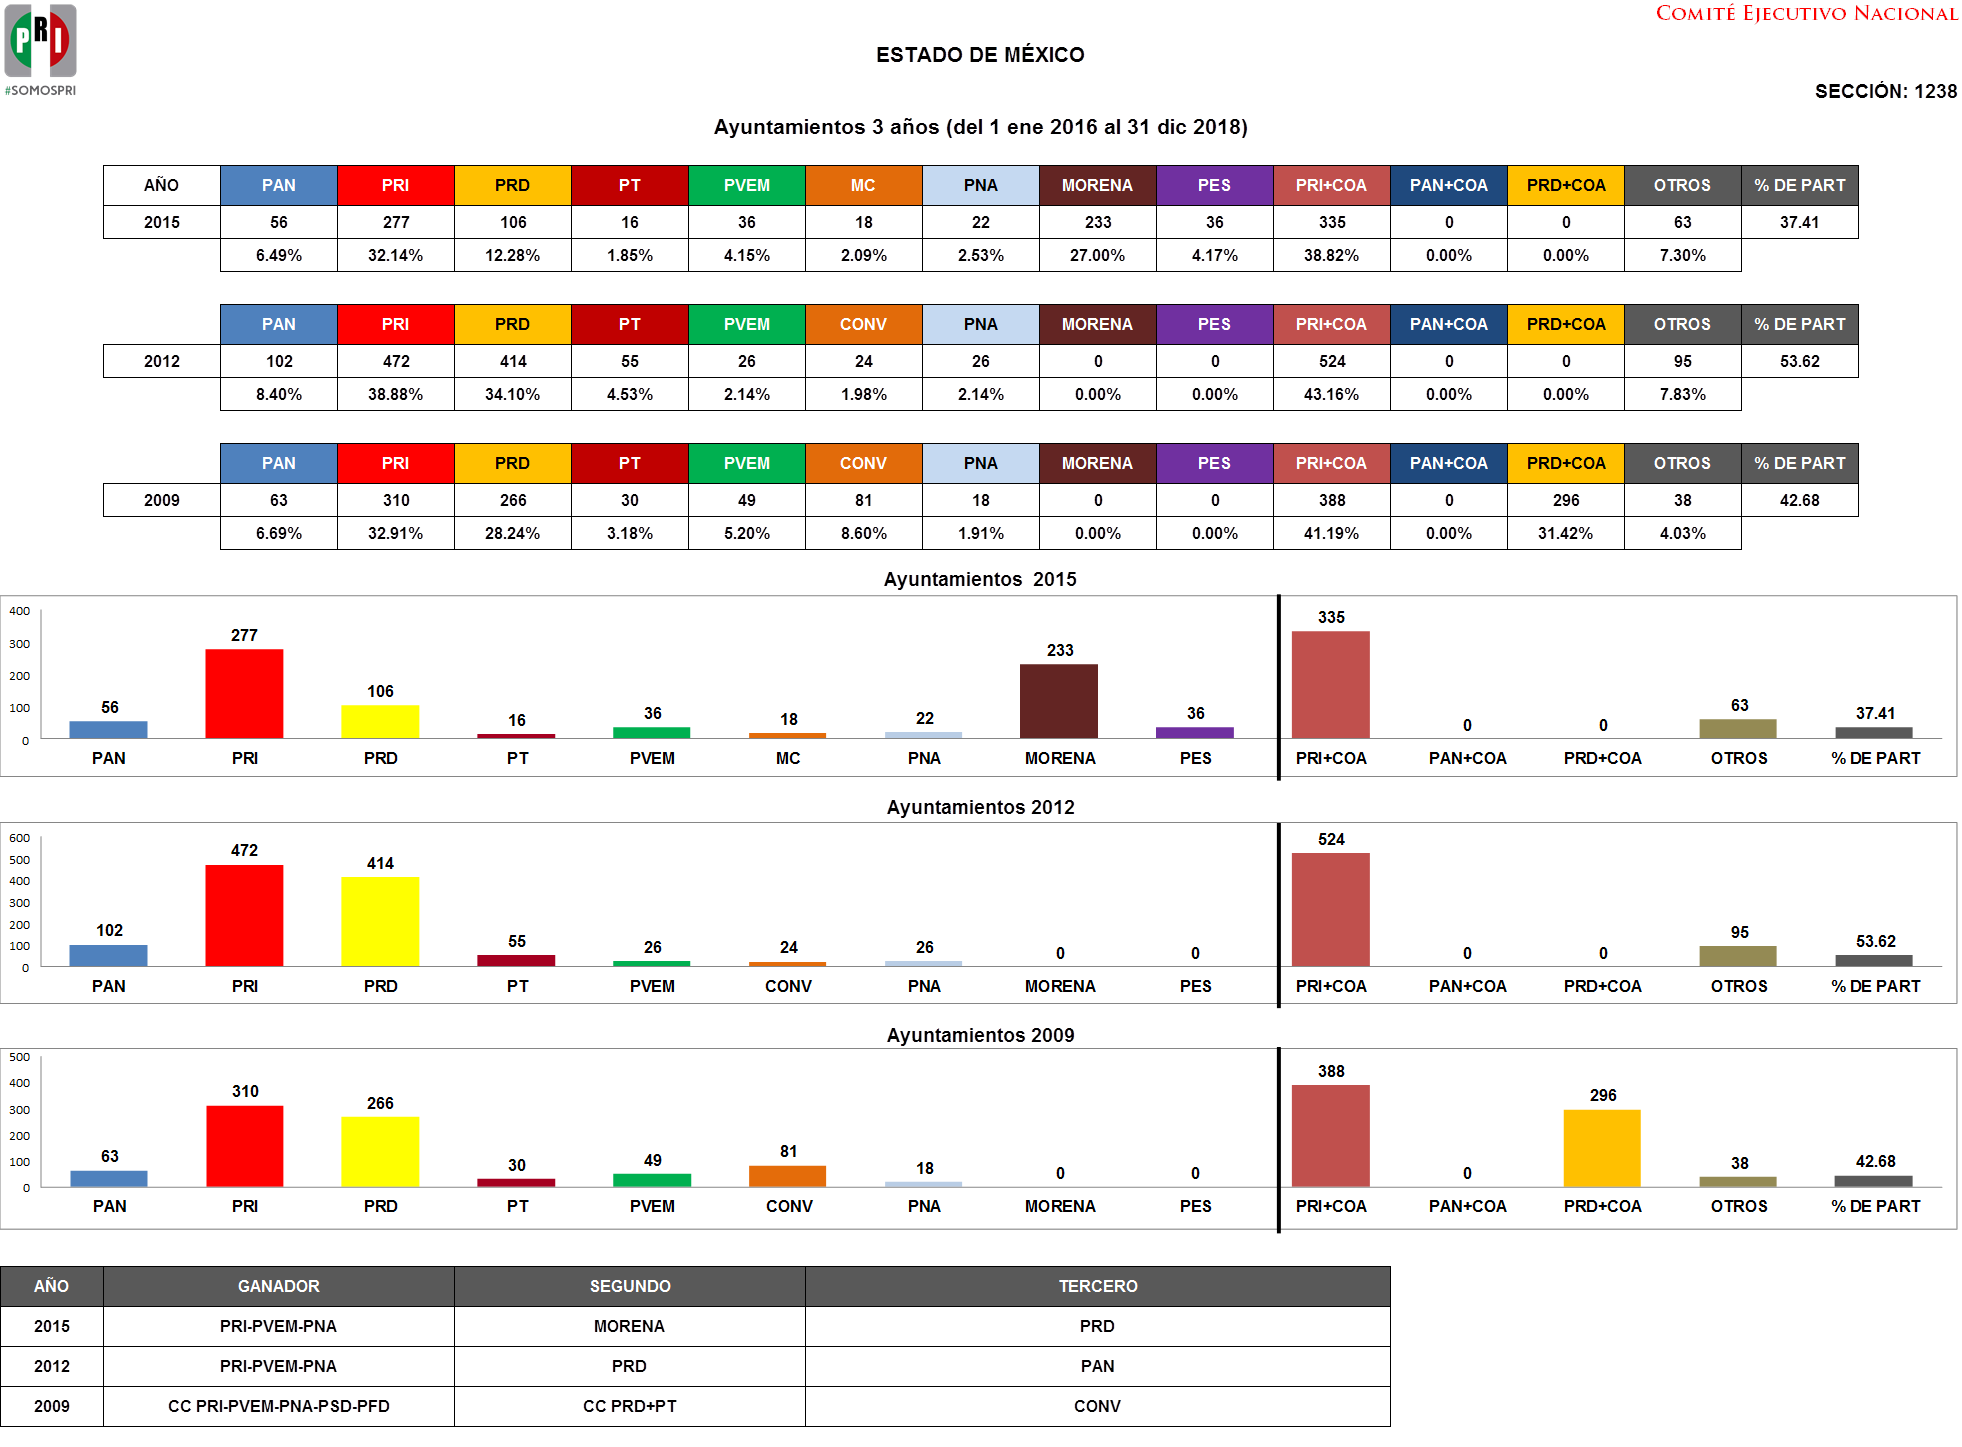 PRI
#SOMOSPRI
COMITÉ EJECUTIVO NACIONAL
ESTADO DE MÉXICO
SECCIÓN: 1238
Ayuntamientos 3 años (del 1 ene 2016 al 31 dic 2018)
AÑO PAN PRI PRD PT PVEM MC PNA MORENA PES PRI+COA PAN+COA PRD+COA OTROS % DE PART
2015 56 277 106 16 36 18 22 233 36 335 0 0 63 37.41
6.49% 32.14% 12.28% 1.85% 4.15% 2.09% 2.53% 27.00% 4.17% 38.82% 0.00% 0.00% 7.30%
PAN PRI PRD PT PVEM CONV PNA MORENA PES PRI+COA PAN+COA PRD+COA OTROS % DE PART
2012 102 472 414 55 26 24 26 0 0 524 0 0 95 53.62
8.40% 38.88% 34.10% 4.53% 2.14% 1.98% 2.14% 0.00% 0.00% 43.16% 0.00% 0.00% 7.83%
PAN PRI PRD PT PVEM CONV PNA MORENA PES PRI+COA PAN+COA PRD+COA OTROS % DE PART
2009 63 310 266 30 49 81 18 0 0 388 0 296 38 42.68
6.69% 32.91% 28.24% 3.18% 5.20% 8.60% 1.91% 0.00% 0.00% 41.19% 0.00% 31.42% 4.03%
Ayuntamientos 2015
400
300
200
100
0
56 277 106 16 36 18 22 233 36 335 0 0 63 37.41
PAN PRI PRD PT PVEM MC PNA MORENA PES PRI+COA PAN+COA PRD+COA OTROS % DE PART
Ayuntamientos 2012
600
500
400
300
200
100
0
102 472 414 55 26 24 26 0 0 524 0 0 95 53.62
PAN PRI PRD PT PVEM CONV PNA MORENA PES PRI+COA PAN+COA PRD+COA OTROS % DE PART
Ayuntamientos 2009
500
400
300
200
100
0
63 310 266 30 49 81 18 0 0 388 0 296 38 42.68
PAN PRI PRD PT PVEM CONV PNA MORENA PES PRI+COA PAN+COA PRD+COA OTROS % DE PART
AÑO GANADOR SEGUNDO TERCERO
2015 PRI-PVEM-PNA MORENA PRD
2012 PRI-PVEM-PNA PRD PAN
2009 CC PRI-PVEM-PNA-PSD-PFD CC PRD+PT CONV